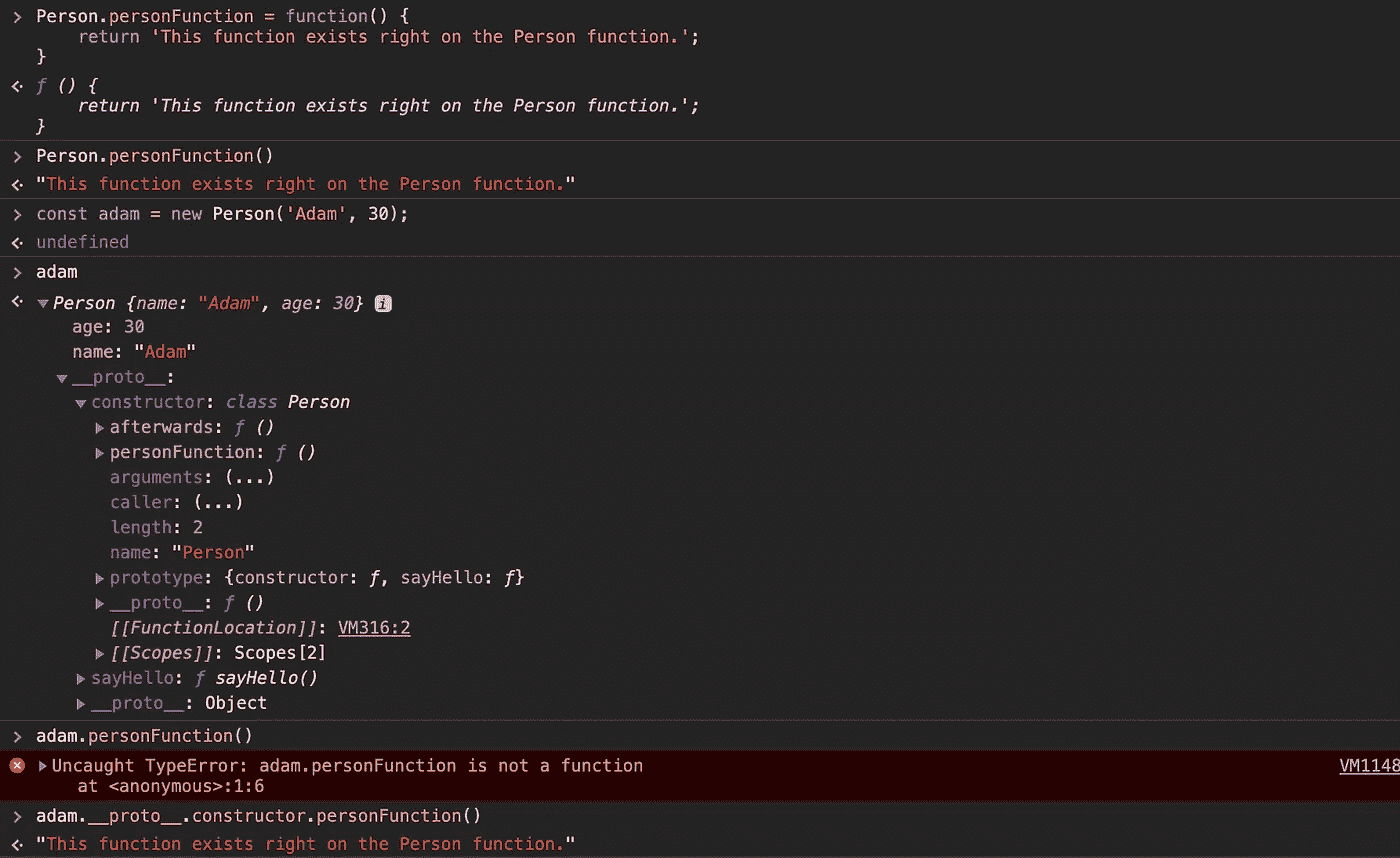 > Person.personFunction = function() {
return 'This function exists right on the Person function.';
}
<· ƒ () {
return 'This function exists right on the Person function.';
}
> Person.personFunction()
<· "This function exists right on the Person function."
> const adam = new Person('Adam', 30);
<· undefined
> adam
<· ▼Person {name: "Adam", age: 30} i
age: 30
name: "Adam"
▼__proto__:
▼constructor: class Person
▶afterwards: ƒ ()
▶personFunction: ƒ ()
arguments: (...)
caller: (...)
length: 2
name: "Person"
▶prototype: {constructor: ƒ, sayHello: ƒ}
▶__proto__: ƒ ()
[[FunctionLocation]]: VM316:2
▶[[Scopes]]: Scopes[2]
▶sayHello: ƒ sayHello()
▶__proto__: Object
> adam.personFunction()
▶Uncaught TypeError: adam.personFunction is not a function VM1148
at <anonymous>:1:6
> adam.__proto__.constructor.personFunction()
<· "This function exists right on the Person function."